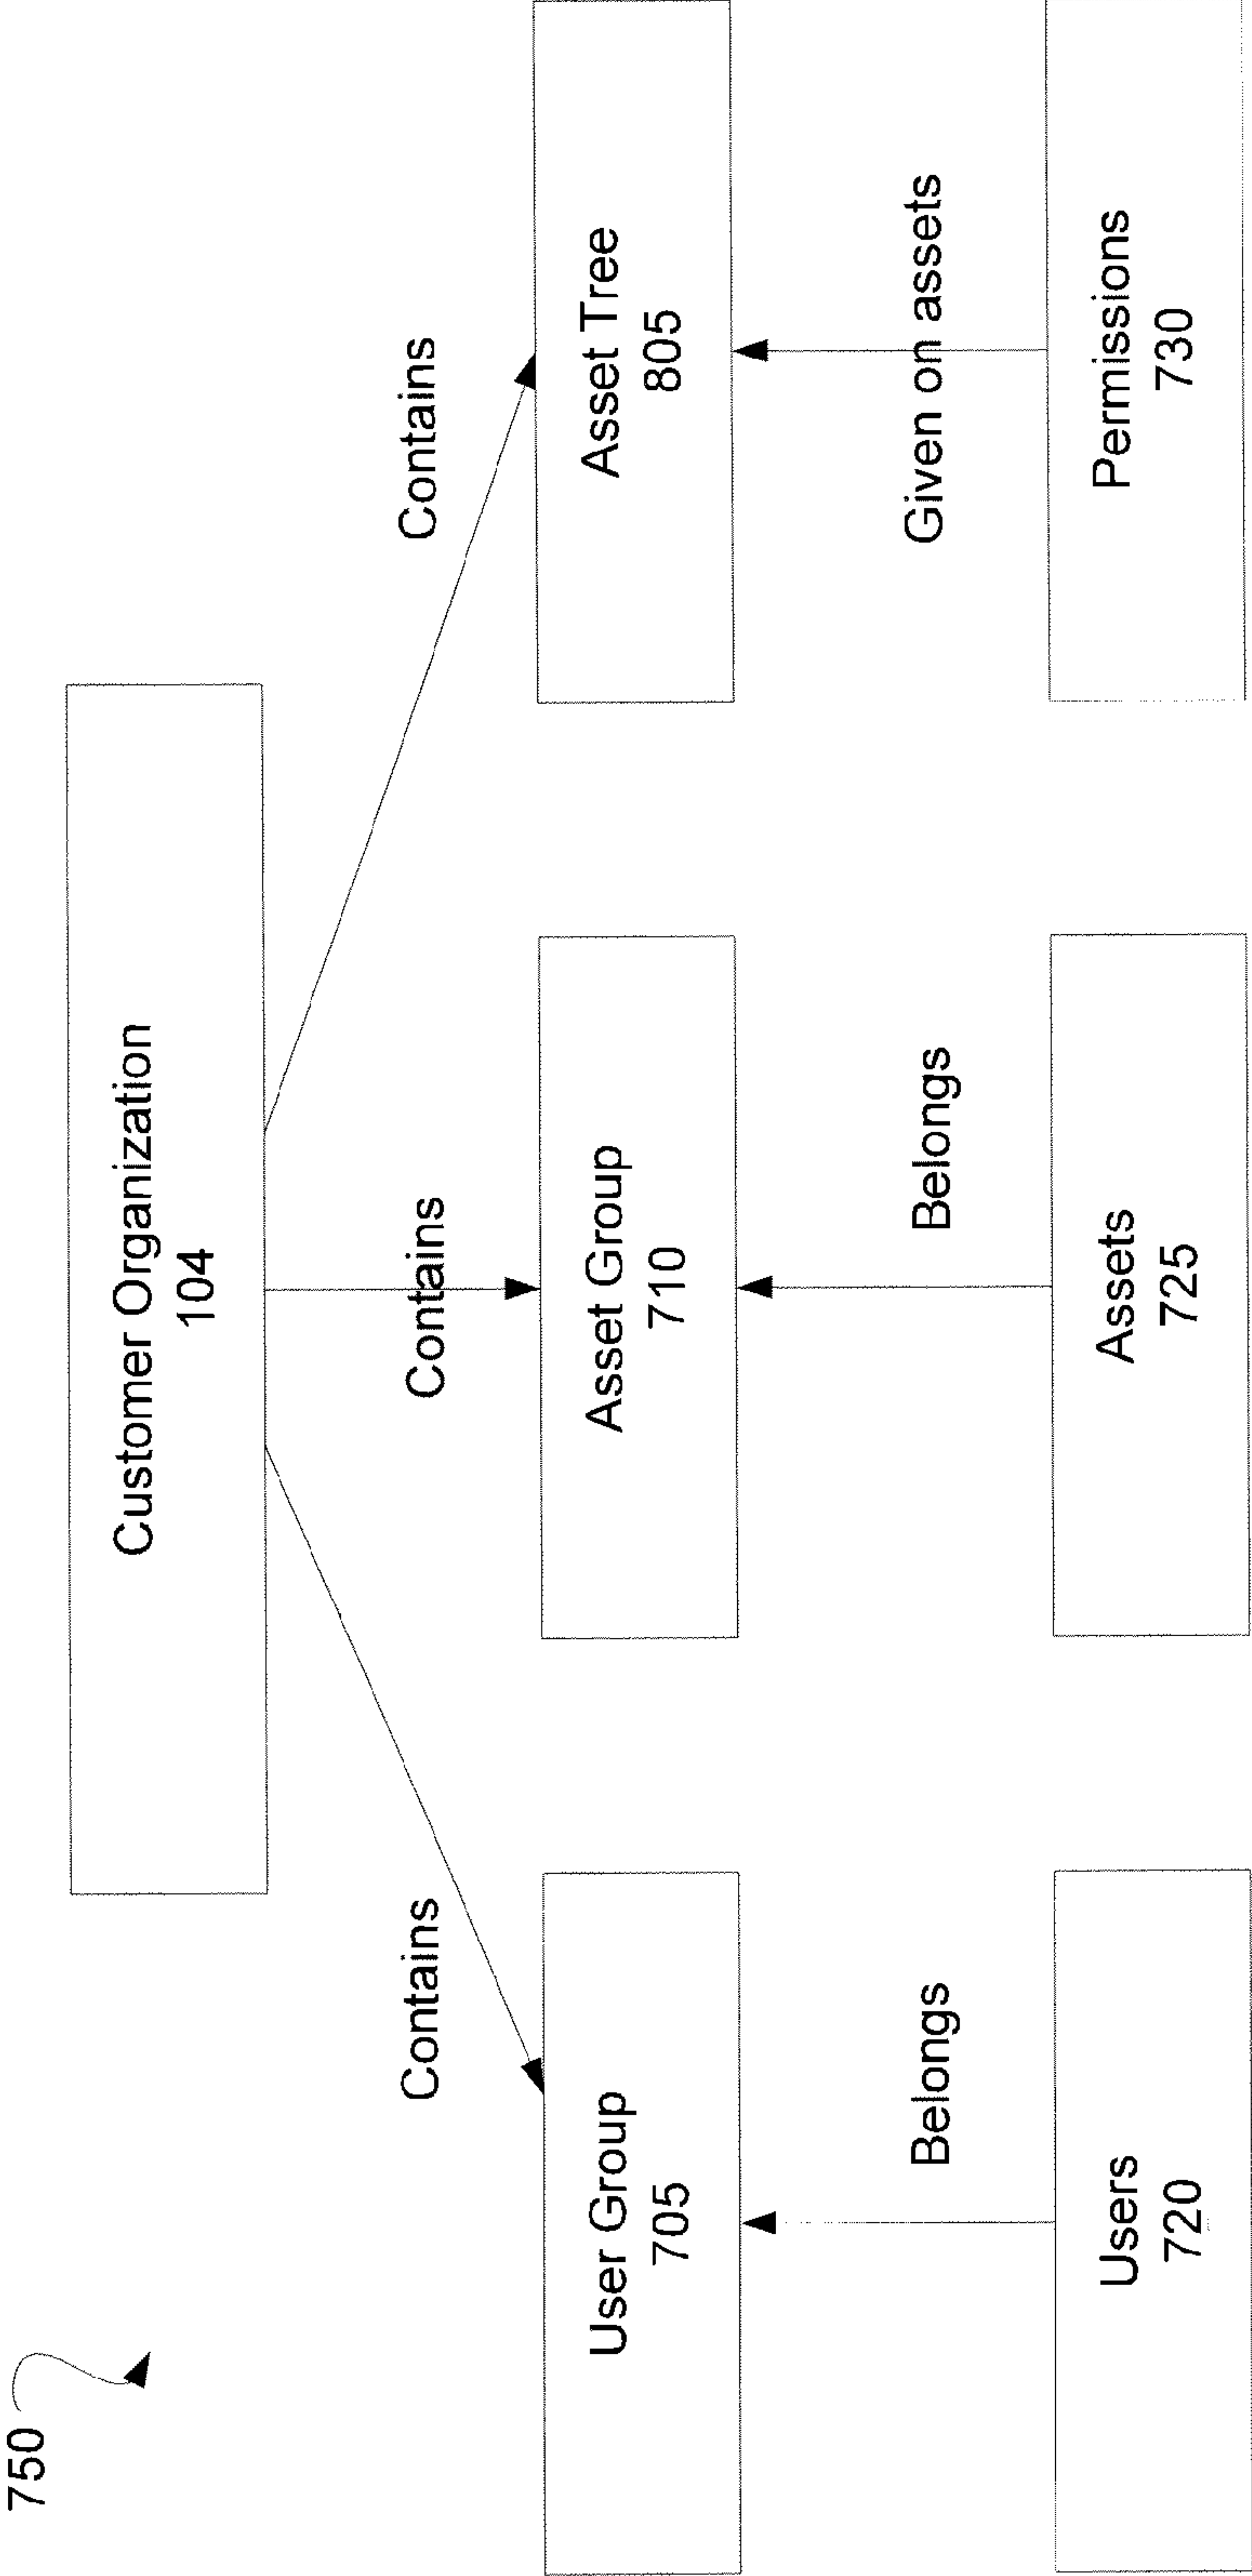 750
Customer Organization
104
Contains
Contains
Contains
User Group
705
Asset Group
710
Asset Tree
805
Belongs
Belongs
Given on assets
Users
720
Assets
725
Permissions
730